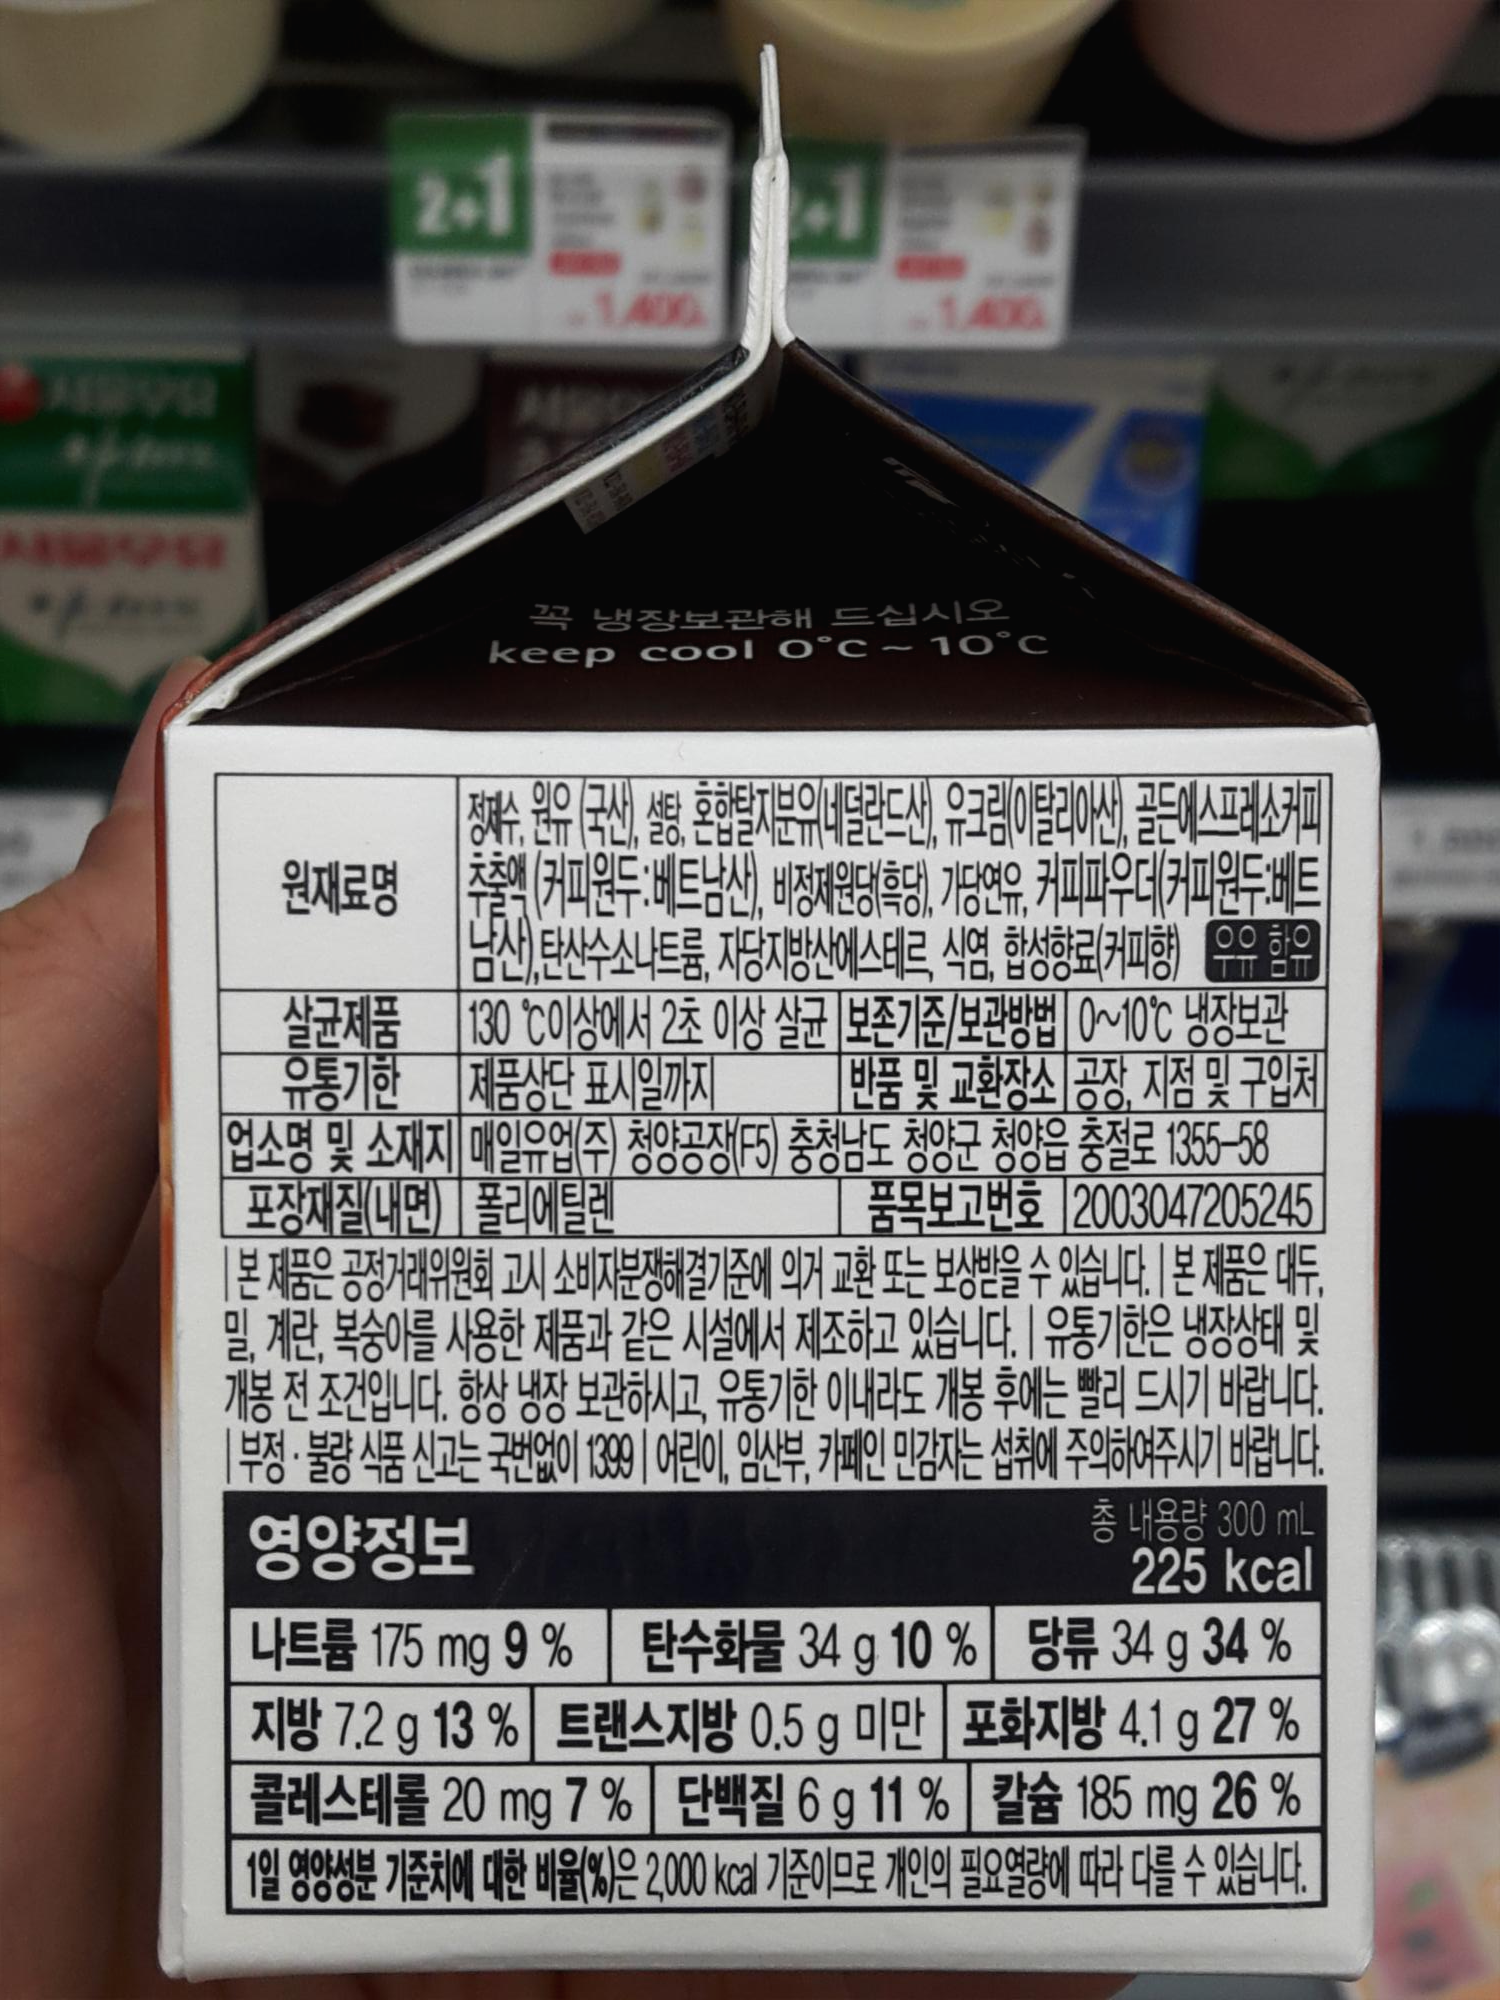 2+1
2+1
1,400
1,400
꼭 냉장보관해 드십시오
keep cool 0℃~10℃
원재료명
정제수, 원유 (국산), 설탕, 혼합탈지분유(네덜란드산), 유크림(이탈리아산), 골든에스프레소커피
추출액 (커피원두:베트남산), 비정제원당(흑당), 가당연유, 커피파우더(커피원두:베트
남산),탄산수소나트륨, 자당지방산에스테르, 식염, 합성향료(커피향) 우유 함유
살균제품 130 ℃이상에서 2초 이상 살균 보존기준/보관방법 0~10℃ 냉장보관
유통기한 제품상단 표시일까지 반품 및 교환장소 공장, 지점 및 구입처
업소명 및 소재지 매일유업(주) 청양공장(F5) 충청남도 청양군 청양읍 충절로 1355-58
포장재질(내면) 폴리에틸렌 품목보고번호 2003047205245
| 본 제품은 공정거래위원회 고시 소비자분쟁해결기준에 의거 교환 또는 보상받을 수 있습니다. | 본 제품은 대두,
밀, 계란, 복숭아를 사용한 제품과 같은 시설에서 제조하고 있습니다. | 유통기한은 냉장상태 및
개봉 전 조건입니다. 항상 냉장 보관하시고, 유통기한 이내라도 개봉 후에는 빨리 드시기 바랍니다.
| 부정 · 불량 식품 신고는 국번없이 1399 | 어린이, 임산부, 카페인 민감자는 섭취에 주의하여주시기 바랍니다.
영양정보
총 내용량 300 mL
225 kcal
나트륨 175 mg 9 % 탄수화물 34 g 10 % 당류 34 g 34 %
지방 7.2 g 13 % 트랜스지방 0.5 g 미만 포화지방 4.1 g 27 %
콜레스테롤 20 mg 7 % 단백질 6 g 11 % 칼슘 185 mg 26 %
1일 영양성분 기준치에 대한 비율(%)은 2,000 kcal 기준이므로 개인의 필요열량에 따라 다를 수 있습니다.